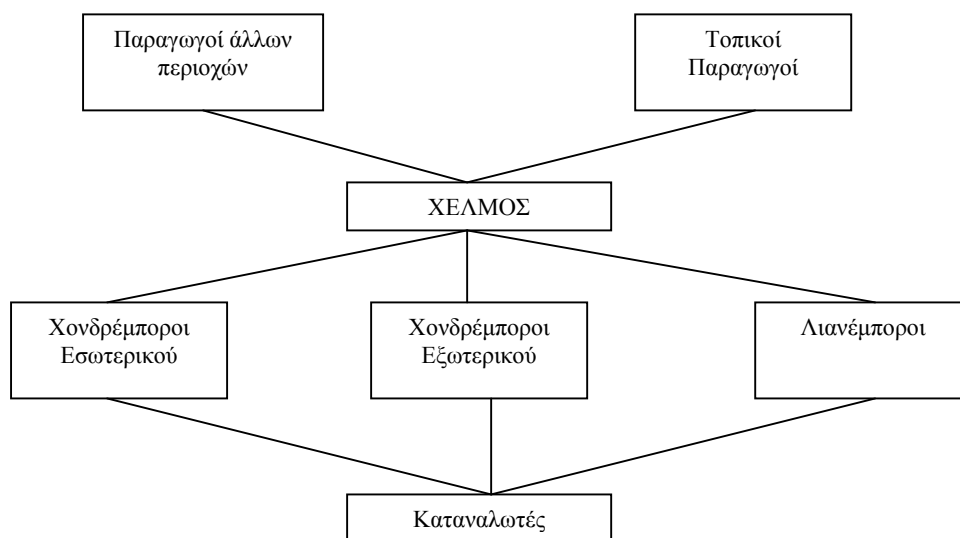 Παραγωγοί άλλων
περιοχών
Τοπικοί
Παραγωγοί
ΧΕΛΜΟΣ
Χονδρέμποροι
Εσωτερικού
Χονδρέμποροι
Εξωτερικού
Λιανέμποροι
Καταναλωτές